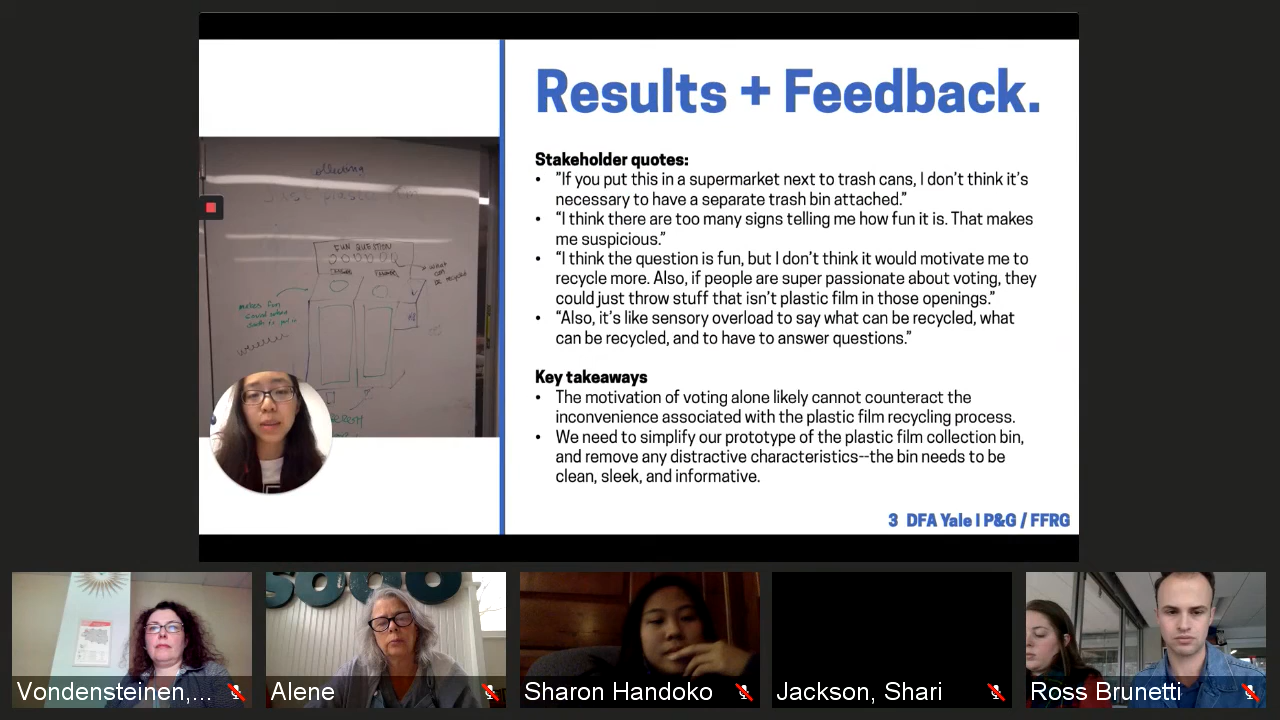 Results + Feedback.
Stakeholder quotes:
• ”If you put this in a supermarket next to trash cans, I don’t think it’s
necessary to have a separate trash bin attached.”
• “I think there are too many signs telling me how fun it is. That makes
me suspicious.”
• “I think the question is fun, but I don’t think it would motivate me to
recycle more. Also, if people are super passionate about voting, they
could just throw stuff that isn’t plastic film in those openings.”
• “Also, it’s like sensory overload to say what can be recycled, what
can be recycled, and to have to answer questions.”
Key takeaways
• The motivation of voting alone likely cannot counteract the
inconvenience associated with the plastic film recycling process.
• We need to simplify our prototype of the plastic film collection bin,
and remove any distractive characteristics--the bin needs to be
clean, sleek, and informative.
3 DFA Yale I P&G / FFRG
collecting
FUN QUESTION
what
can
be recycled
makes fun
Vondensteinen,...
Alene
Sharon Handoko
Jackson, Shari
Ross Brunetti